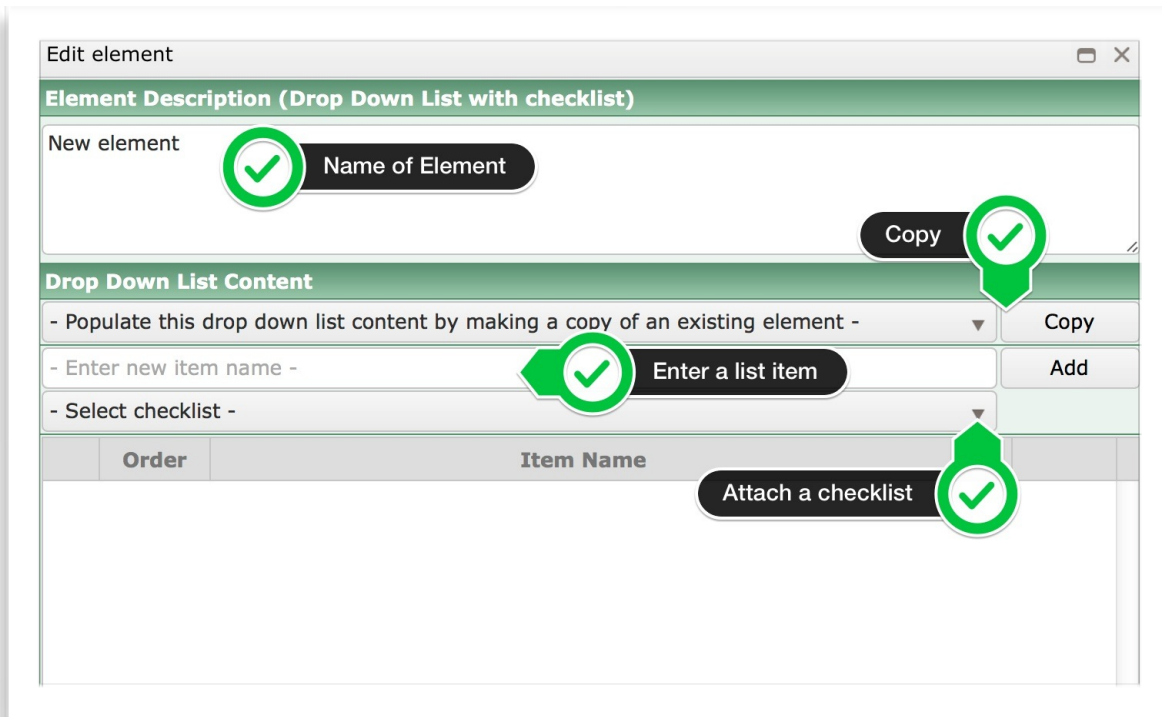 Edit element
Element Description (Drop Down List with checklist)
New element
Name of Element
Copy
Drop Down List Content
- Populate this drop down list content by making a copy of an existing element -
Copy
- Enter new item name -
Enter a list item
Add
- Select checklist -
Order
Item Name
Attach a checklist